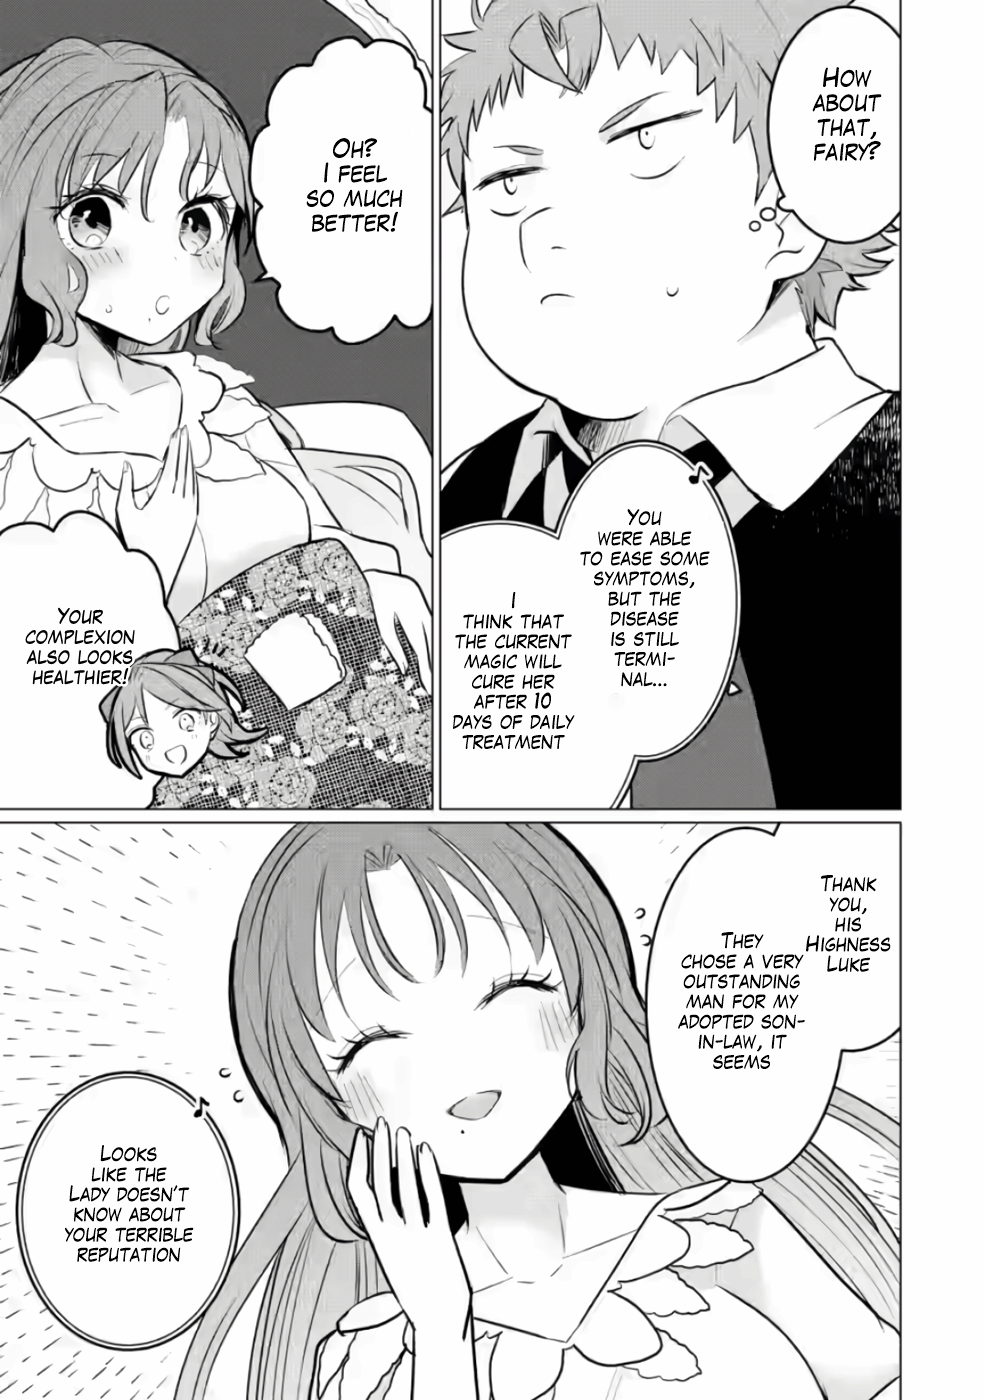 HOW
ABOUT
THAT,
FAIRY?
YOU
WERE ABLE
TO EASE SOME
SYMPTOMS,
BUT THE
DISEASE
IS STILL
TERMI-
NAL...
I
THINK THAT
THE CURRENT
MAGIC WILL
CURE HER
AFTER 10
DAYS OF DAILY
TREATMENT
OH?
I FEEL
SO MUCH
BETTER!
YOUR
COMPLEXION
ALSO LOOKS
HEALTHIER!
THANK
YOU,
HIS
HIGHNESS
LUKE
THEY
CHOSE A VERY
OUTSTANDING
MAN FOR MY
ADOPTED SON-
IN-LAW, IT
SEEMS
LOOKS
LIKE THE
LADY DOESN'T
KNOW ABOUT
YOUR TERRIBLE
REPUTATION